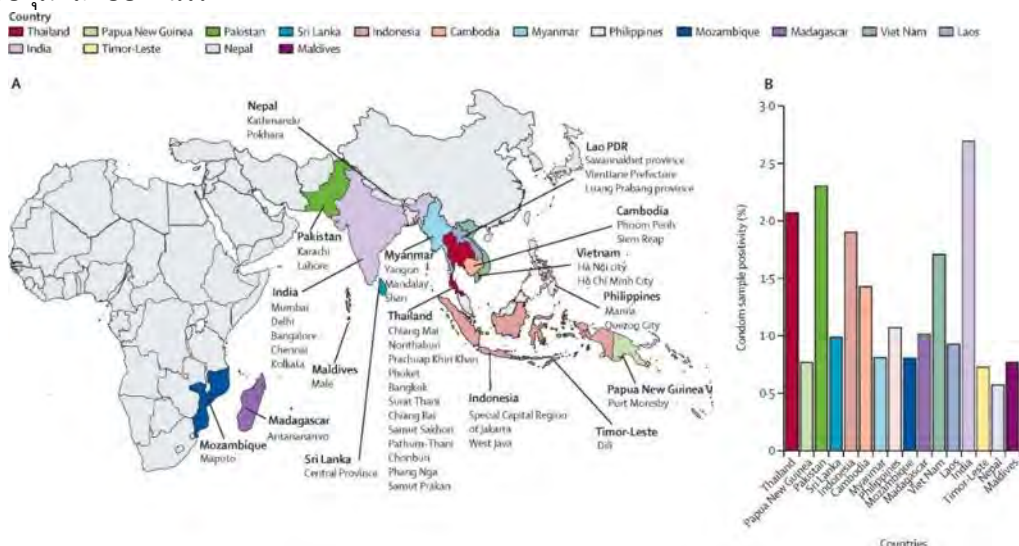 Country
Thailand Papua New Guinea Pakistan Sri Lanka Indonesia Cambodia Myanmar Philippines Mozambique Madagascar Viet Nam Laos
India Timor-Leste Nepal Maldives
A
Nepal
Kathmandu
Pokhara
Lao PDR
Savannakhet province
Vientiane Prefecture
Luang Prabang province
Cambodia
Phnom Penh
Siem Reap
Pakistan
Karachi
Lahore
Myanmar
Yangon
Mandalay
Shan
Vietnam
Hà Nội city
Hồ Chí Minh City
India
Mumbai
Delhi
Bangalore
Chennai
Kolkata
Philippines
Manila
Quezog City
Thailand
Chiang Mai
Nonthaburi
Prachuap Khiri Khan
Phuket
Bangkok
Surat Thani
Chiang Rai
Samut Sakhon
Pathum-Thani
Chonburi
Phang Nga
Samut Prakan
Maldives
Male
Papua New Guinea V
Port Moresby
Indonesia
Special Capital Region
of Jakarta
West Java
Madagascar
Antananarivo
Timor-Leste
Dili
Mozambique
Maputo
Sri Lanka
Central Province
B
Condom sample positivity (%)
3·0
2·5
2·0
1·5
1·0
0·5
0
Thailand
Papua New Guinea
Pakistan
Sri Lanka
Indonesia
Cambodia
Myanmar
Philippines
Mozambique
Madagascar
Viet Nam
Laos
India
Timor-Leste
Nepal
Maldives
Countries